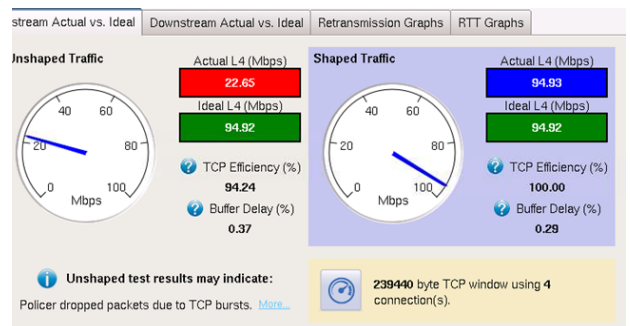 stream Actual vs. Ideal
Downstream Actual vs. Ideal
Retransmission Graphs
RTT Graphs
Unshaped Traffic
Actual L4 (Mbps)
22.65
Ideal L4 (Mbps)
94.92
0
20
40
60
80
100
Mbps
TCP Efficiency (%)
94.24
Buffer Delay (%)
0.37
Unshaped test results may indicate:
Policer dropped packets due to TCP bursts. More...
Shaped Traffic
Actual L4 (Mbps)
94.93
Ideal L4 (Mbps)
94.92
0
20
40
60
80
100
Mbps
TCP Efficiency (%)
100.00
Buffer Delay (%)
0.29
239440 byte TCP window using 4
connection(s).